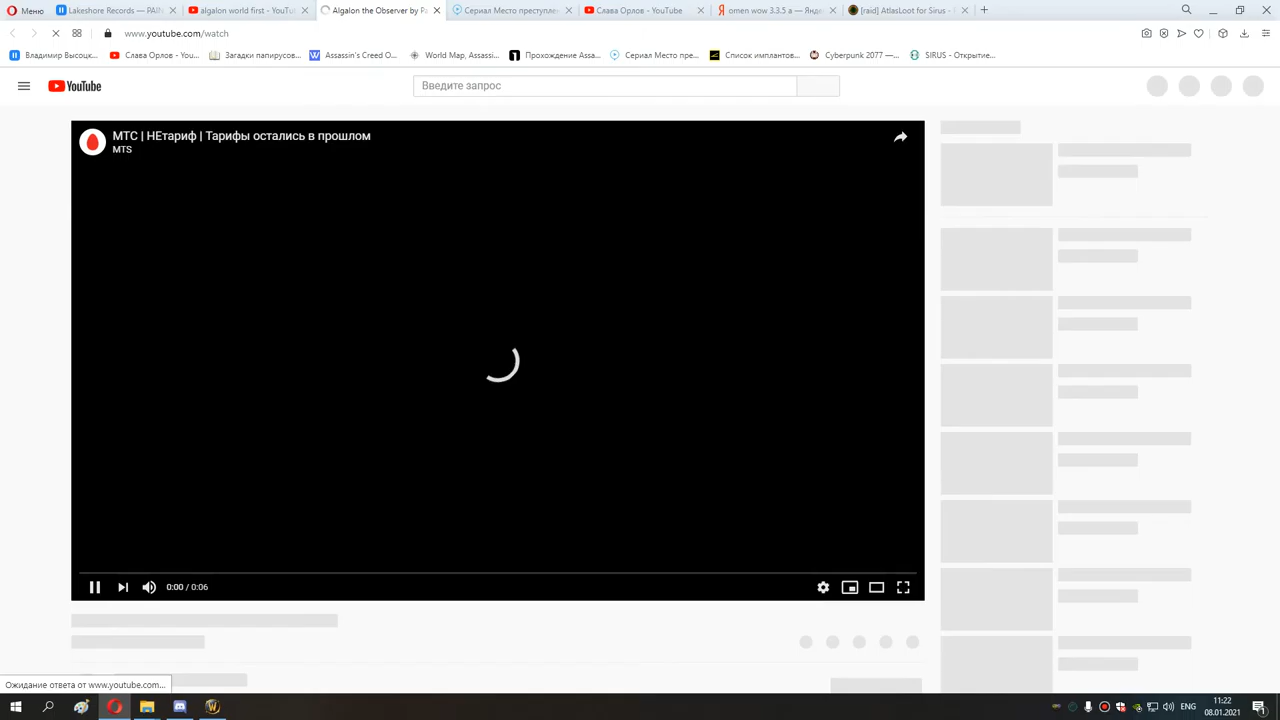 Меню
Lakeshore Records — PAIN
algalon world first - YouTu
Algalon the Observer by Pa
Сериал Место преступлен
Слава Орлов - YouTube
omen wow 3.3.5 a — Яндек
[raid] AtlasLoot for Sirus -
www.youtube.com/watch
Владимир Высоцк...
Слава Орлов - You...
Загадки папирусов...
Assassin's Creed O...
World Map, Assassi...
Прохождение Assa...
Сериал Место пре...
Список имплантов...
Cyberpunk 2077 —...
SIRUS - Открытие...
YouTube
Введите запрос
МТС | НЕтариф | Тарифы остались в прошлом
MTS
0:00 / 0:06
Ожидание ответа от www.youtube.com...
ENG
11:22
08.01.2021
1